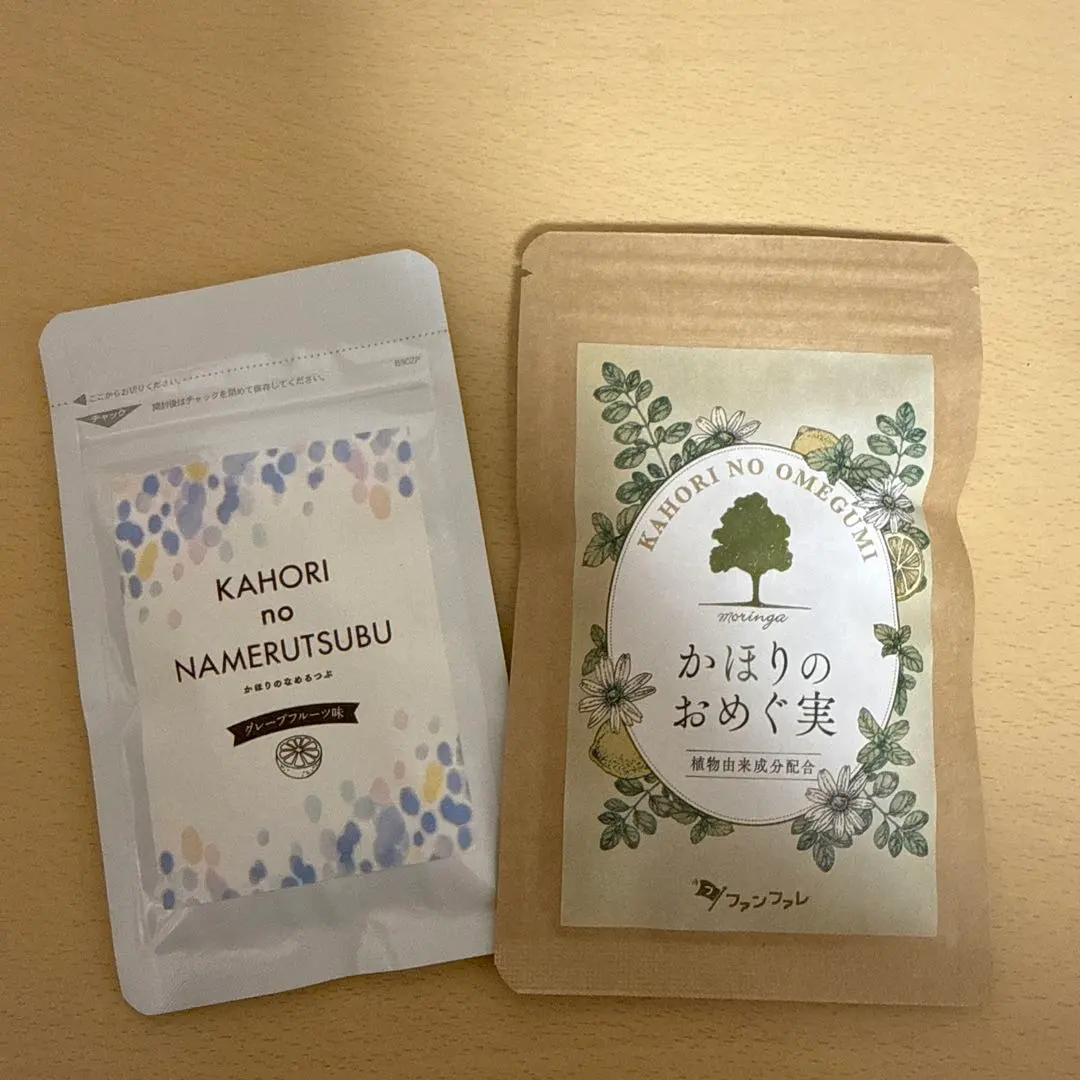 B902P
ここからお切りください。
チャック
開封後はチャックを閉めて保存してください。
KAHORI
no
NAMERUTSUBU
かほりのなめるつぶ
グレープフルーツ味
KAHORI NO OMEGUMI
moringa
かほりの
おめぐ実
植物由来成分配合
ファンファレ